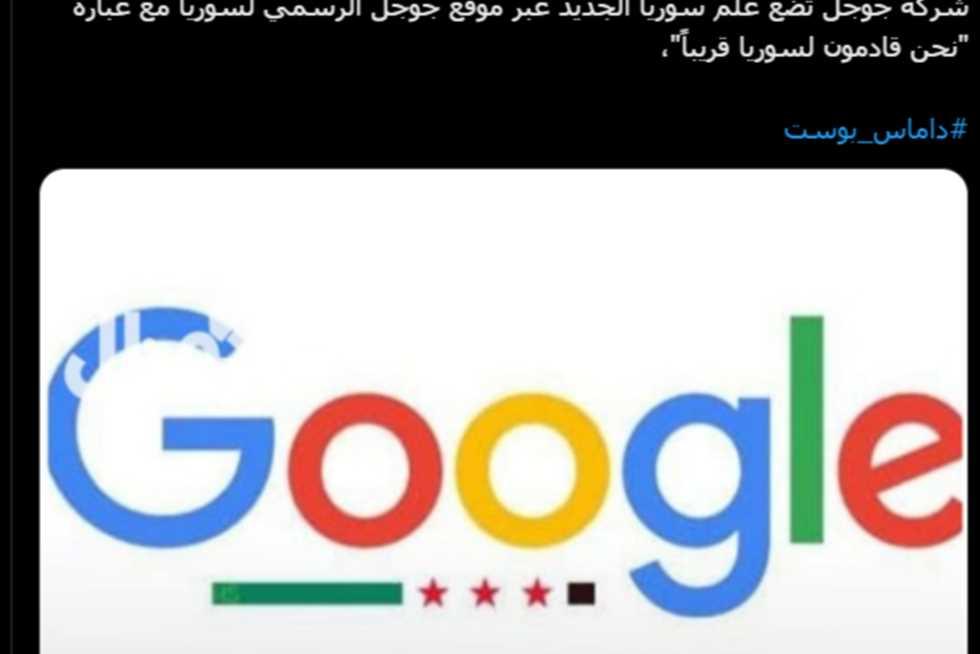 شركة جوجل تضع علم سوريا الجديد عبر موقع جوجل الرسمي لسوريا مع عبارة
"نحن قادمون لسوريا قريباً"،
#داماس_بوست
Google